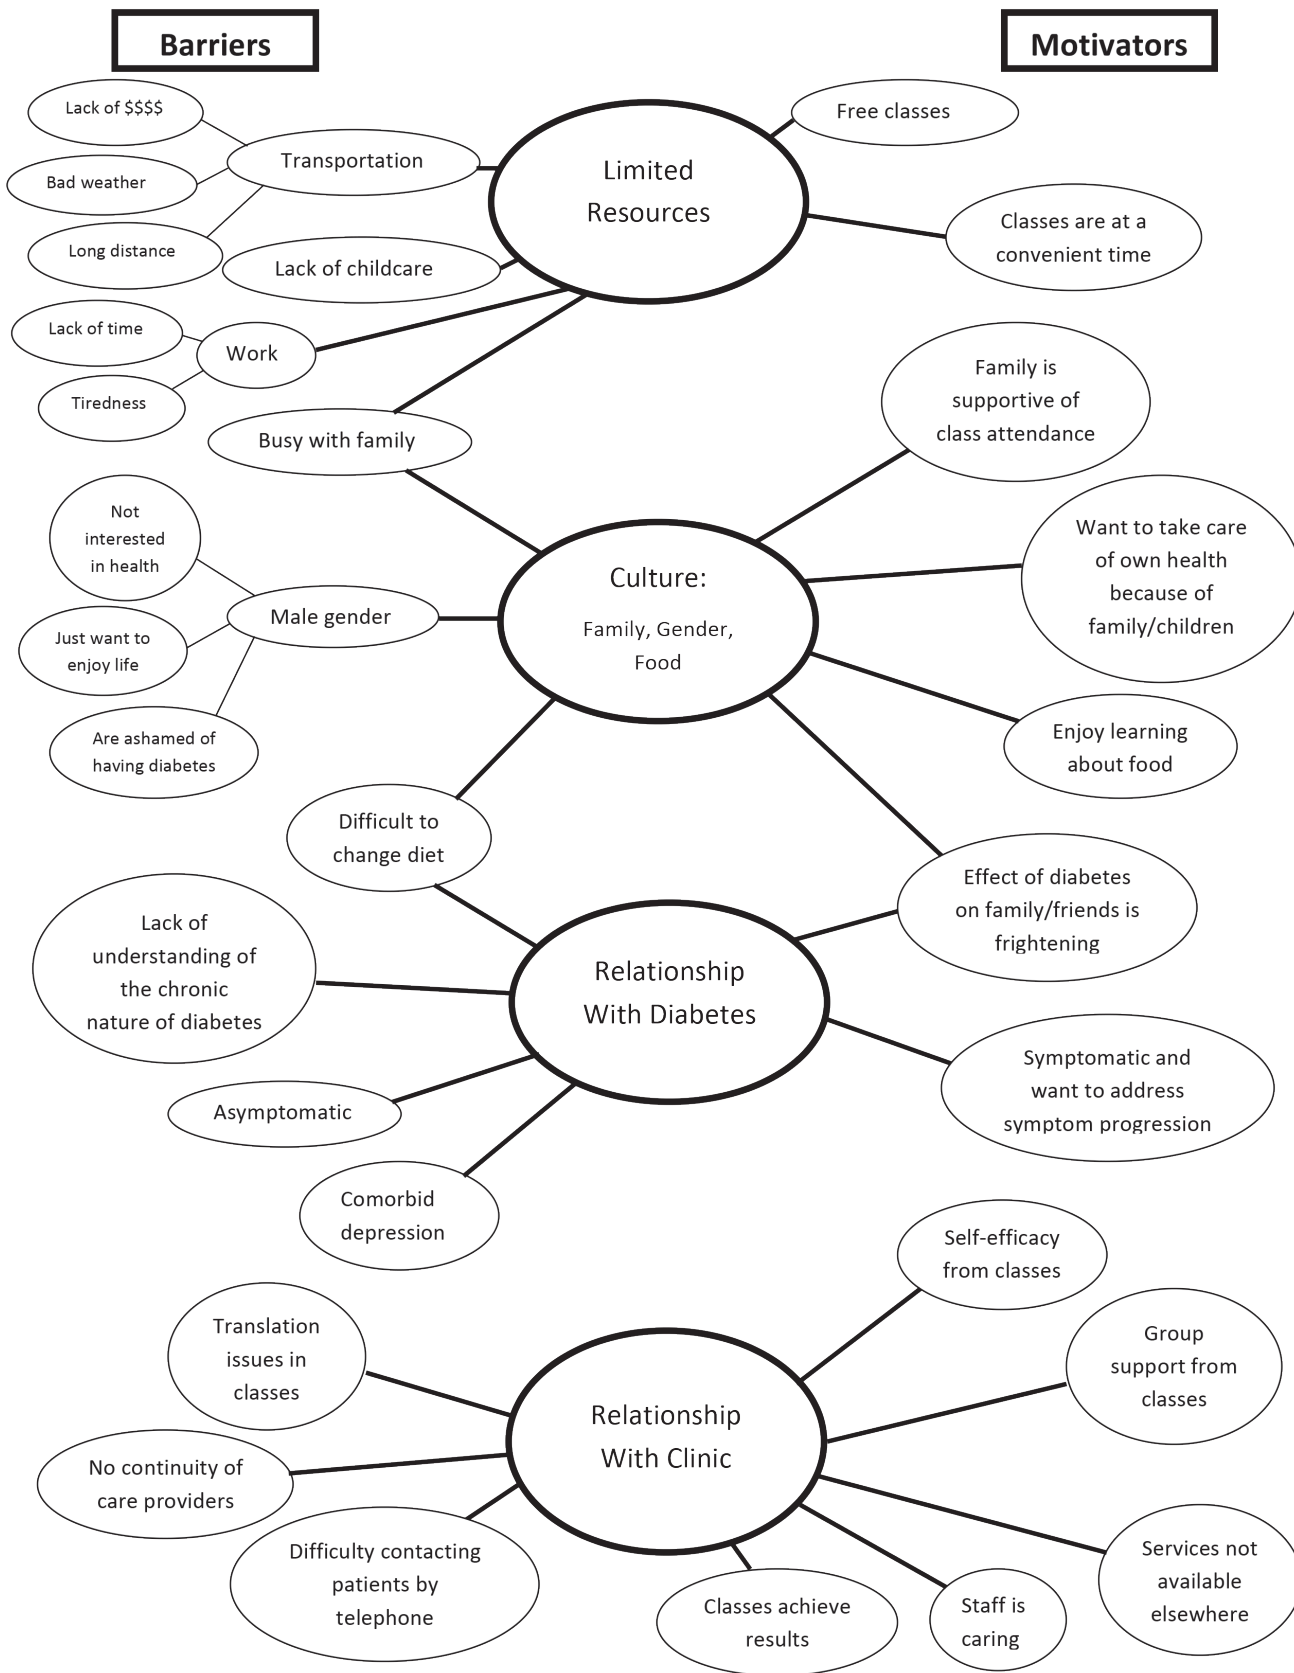 Barriers
Motivators
Lack of $$$$
Bad weather
Long distance
Transportation
Lack of childcare
Lack of time
Tiredness
Work
Busy with family
Limited
Resources
Free classes
Classes are at a
convenient time
Not
interested
in health
Just want to
enjoy life
Are ashamed of
having diabetes
Male gender
Difficult to
change diet
Culture:
Family, Gender,
Food
Family is
supportive of
class attendance
Want to take care
of own health
because of
family/children
Enjoy learning
about food
Effect of diabetes
on family/friends is
frightening
Lack of
understanding of
the chronic
nature of diabetes
Asymptomatic
Comorbid
depression
Relationship
With Diabetes
Symptomatic and
want to address
symptom progression
Translation
issues in
classes
No continuity of
care providers
Difficulty contacting
patients by
telephone
Relationship
With Clinic
Self-efficacy
from classes
Group
support from
classes
Services not
available
elsewhere
Staff is
caring
Classes achieve
results